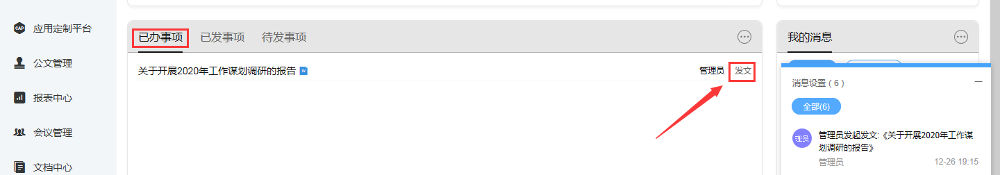 CAP 应用定制平台
公文管理
报表中心
会议管理
文档中心
已办事项 已发事项 待发事项
关于开展2020年工作谋划调研的报告 W 管理员 发文
我的消息
消息设置 ( 6 )
全部(6)
理员
管理员发起发文:《关于开展2020年工作谋
划调研的报告》
管理员 12-26 19:15